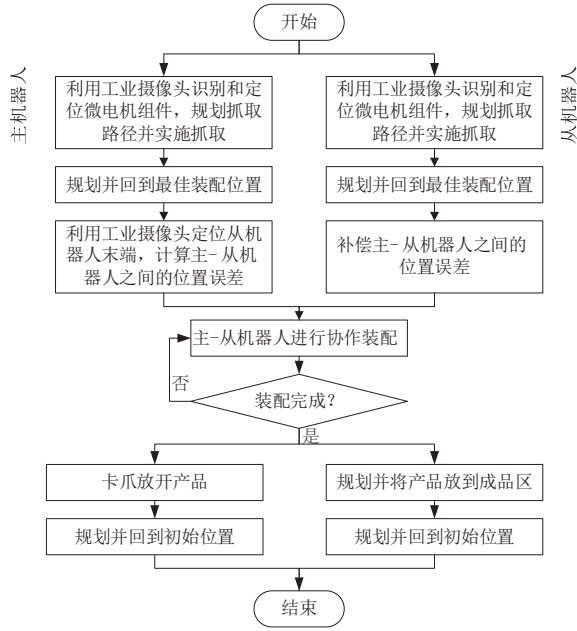 开始
主机器人
利用工业摄像头识别和定
位微电机组件，规划抓取
路径并实施抓取
利用工业摄像头识别和定
位微电机组件，规划抓取
路径并实施抓取
从机器人
规划并回到最佳装配位置
规划并回到最佳装配位置
利用工业摄像头定位从机
器人末端，计算主-从机
器人之间的位置误差
补偿主-从机器人之间的
位置误差
主-从机器人进行协作装配
否
装配完成？
是
卡爪放开产品
规划并将产品放到成品区
规划并回到初始位置
规划并回到初始位置
结束